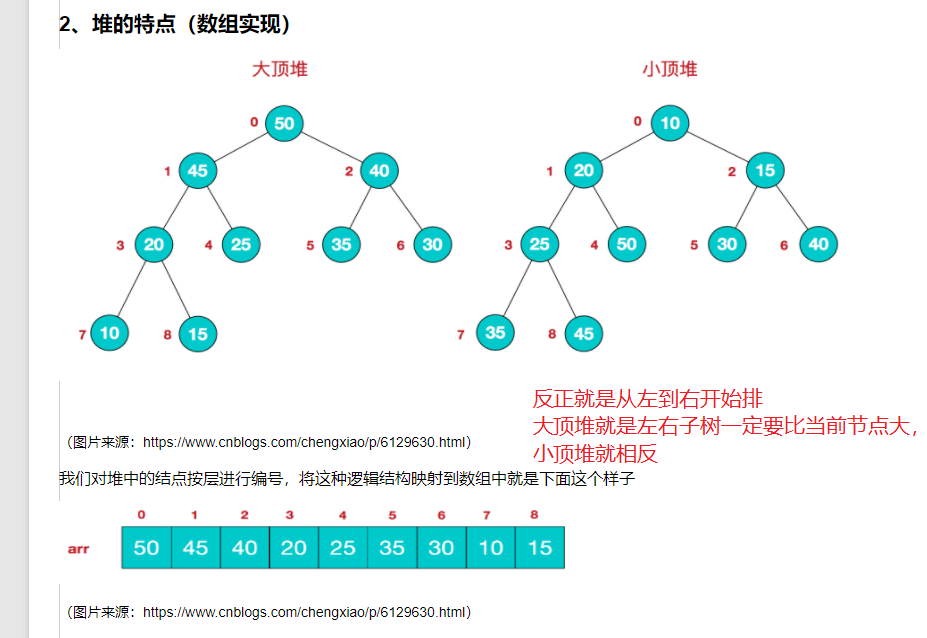 2、堆的特点（数组实现）
大顶堆 小顶堆
0 50 0 10
1 45 2 40 1 20 2 15
3 20 4 25 5 35 6 30 3 25 4 50 5 30 6 40
7 10 8 15 7 35 8 45
反正就是从左到右开始排
大顶堆就是左右子树一定要比当前节点大，
小顶堆就相反
（图片来源：https://www.cnblogs.com/chengxiao/p/6129630.html）
我们对堆中的结点按层进行编号，将这种逻辑结构映射到数组中就是下面这个样子
0 1 2 3 4 5 6 7 8
arr 50 45 40 20 25 35 30 10 15
（图片来源：https://www.cnblogs.com/chengxiao/p/6129630.html）